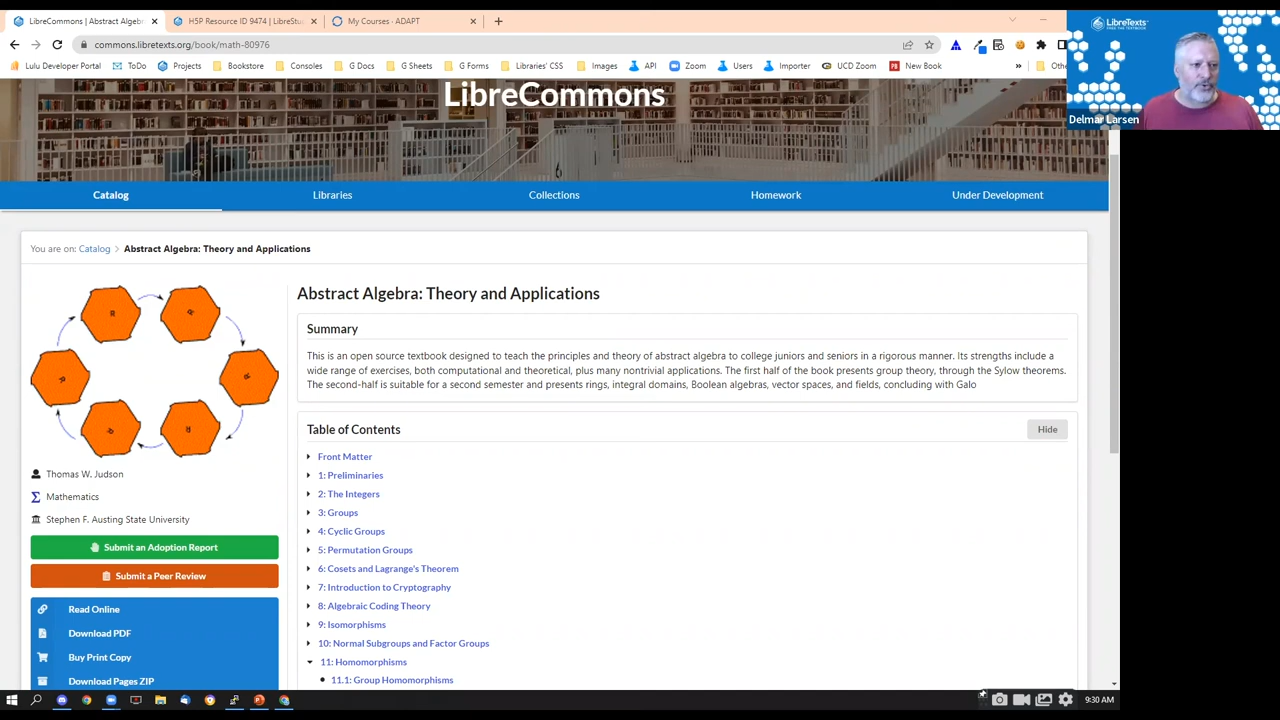 LibreCommons | Abstract Algebr
H5P Resource ID 9474 | LibreStu
My Courses - ADAPT
LibreTexts
FREE THE TEXTBOOK
commons.libretexts.org/book/math-80976
Lulu Developer Portal
ToDo
Projects
Bookstore
Consoles
G Docs
G Sheets
G Forms
Libraries' CSS
Images
API
Zoom
Users
Importer
UCD Zoom
New Book
Othe
Delmar Larsen
LibreCommons
Catalog
Libraries
Collections
Homework
Under Development
You are on: Catalog > Abstract Algebra: Theory and Applications
Abstract Algebra: Theory and Applications
Summary
This is an open source textbook designed to teach the principles and theory of abstract algebra to college juniors and seniors in a rigorous manner. Its strengths include a
wide range of exercises, both computational and theoretical, plus many nontrivial applications. The first half of the book presents group theory, through the Sylow theorems.
The second-half is suitable for a second semester and presents rings, integral domains, Boolean algebras, vector spaces, and fields, concluding with Galo
R
R
R
R
R
R
Thomas W. Judson
Mathematics
Stephen F. Austing State University
Submit an Adoption Report
Submit a Peer Review
Read Online
Download PDF
Buy Print Copy
Download Pages ZIP
Table of Contents
Hide
Front Matter
1: Preliminaries
2: The Integers
3: Groups
4: Cyclic Groups
5: Permutation Groups
6: Cosets and Lagrange's Theorem
7: Introduction to Cryptography
8: Algebraic Coding Theory
9: Isomorphisms
10: Normal Subgroups and Factor Groups
11: Homomorphisms
11.1: Group Homomorphisms
9:30 AM